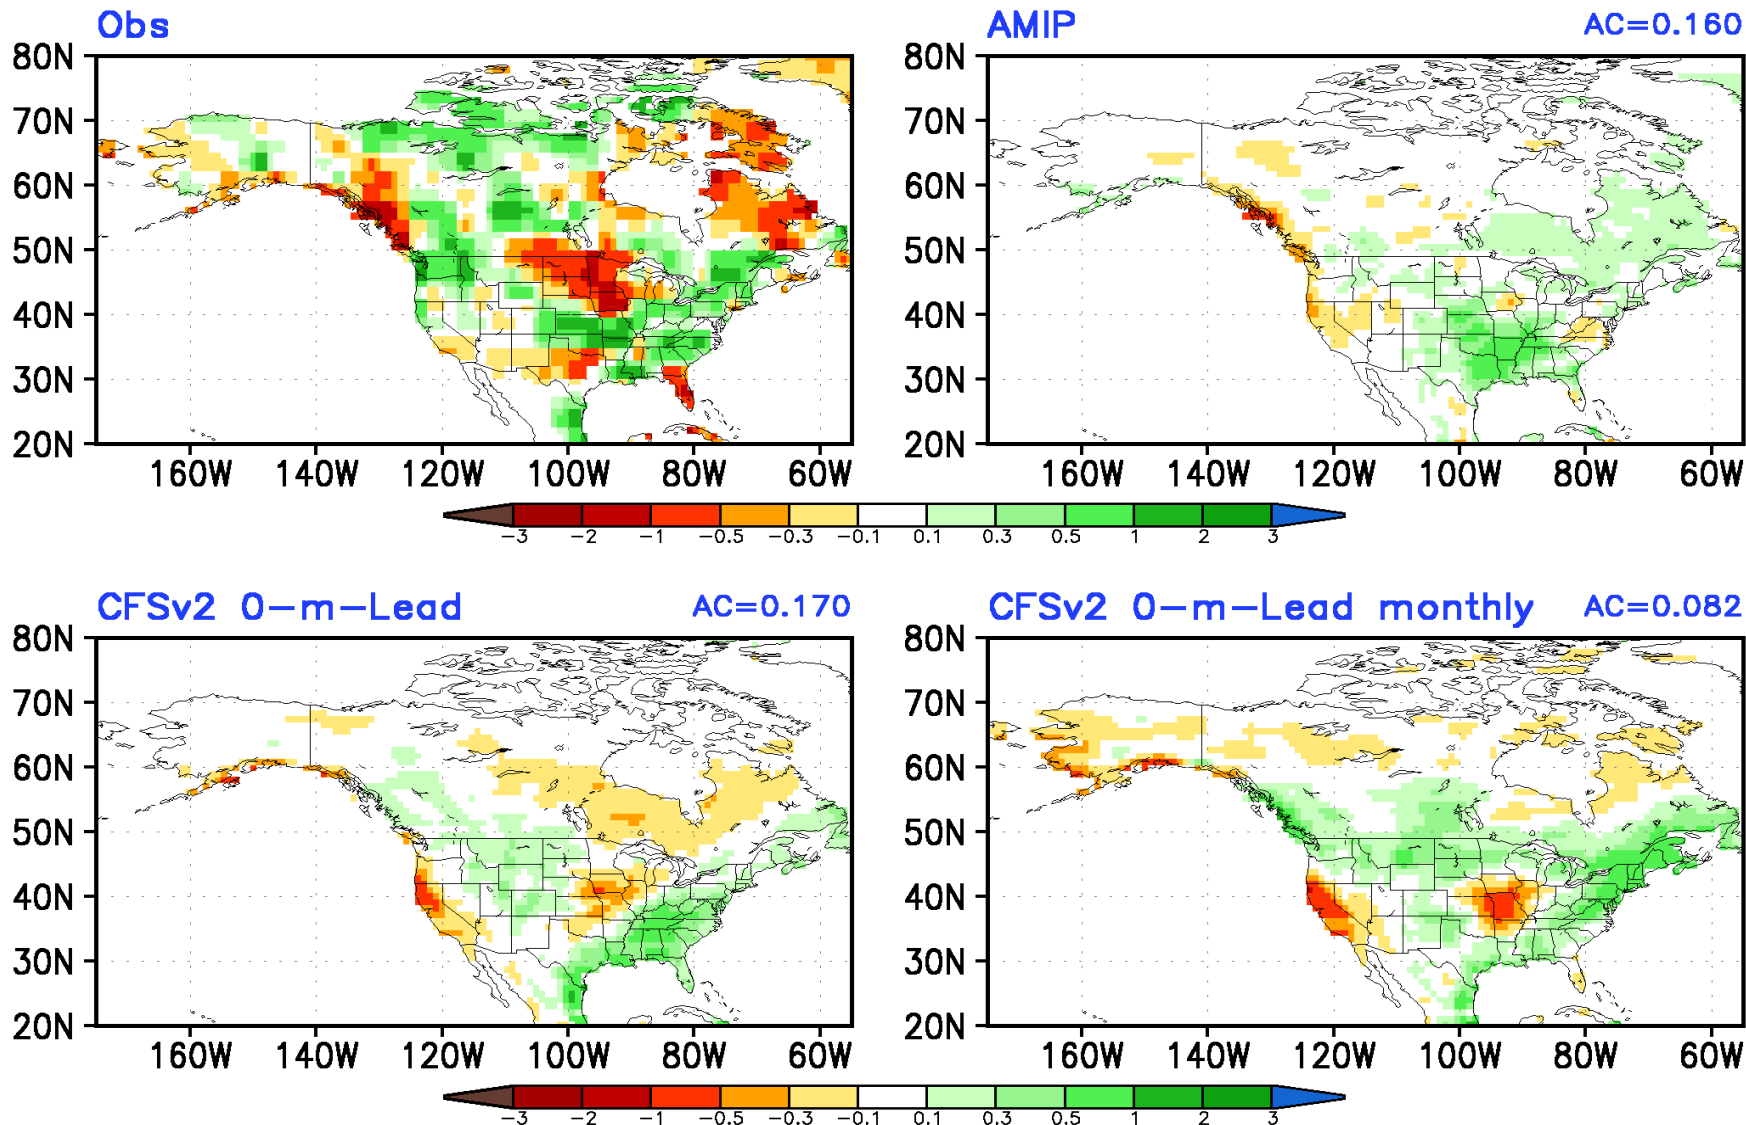 Obs
AMIP AC=0.160
80N 80N
70N 70N
60N 60N
50N 50N
40N 40N
30N 30N
20N 20N
160W 140W 120W 100W 80W 60W 160W 140W 120W 100W 80W 60W
-3 -2 -1 -0.5 -0.3 -0.1 0.1 0.3 0.5 1 2 3
CFSv2 0-m-Lead AC=0.170
CFSv2 0-m-Lead monthly AC=0.082
80N 80N
70N 70N
60N 60N
50N 50N
40N 40N
30N 30N
20N 20N
160W 140W 120W 100W 80W 60W 160W 140W 120W 100W 80W 60W
-3 -2 -1 -0.5 -0.3 -0.1 0.1 0.3 0.5 1 2 3